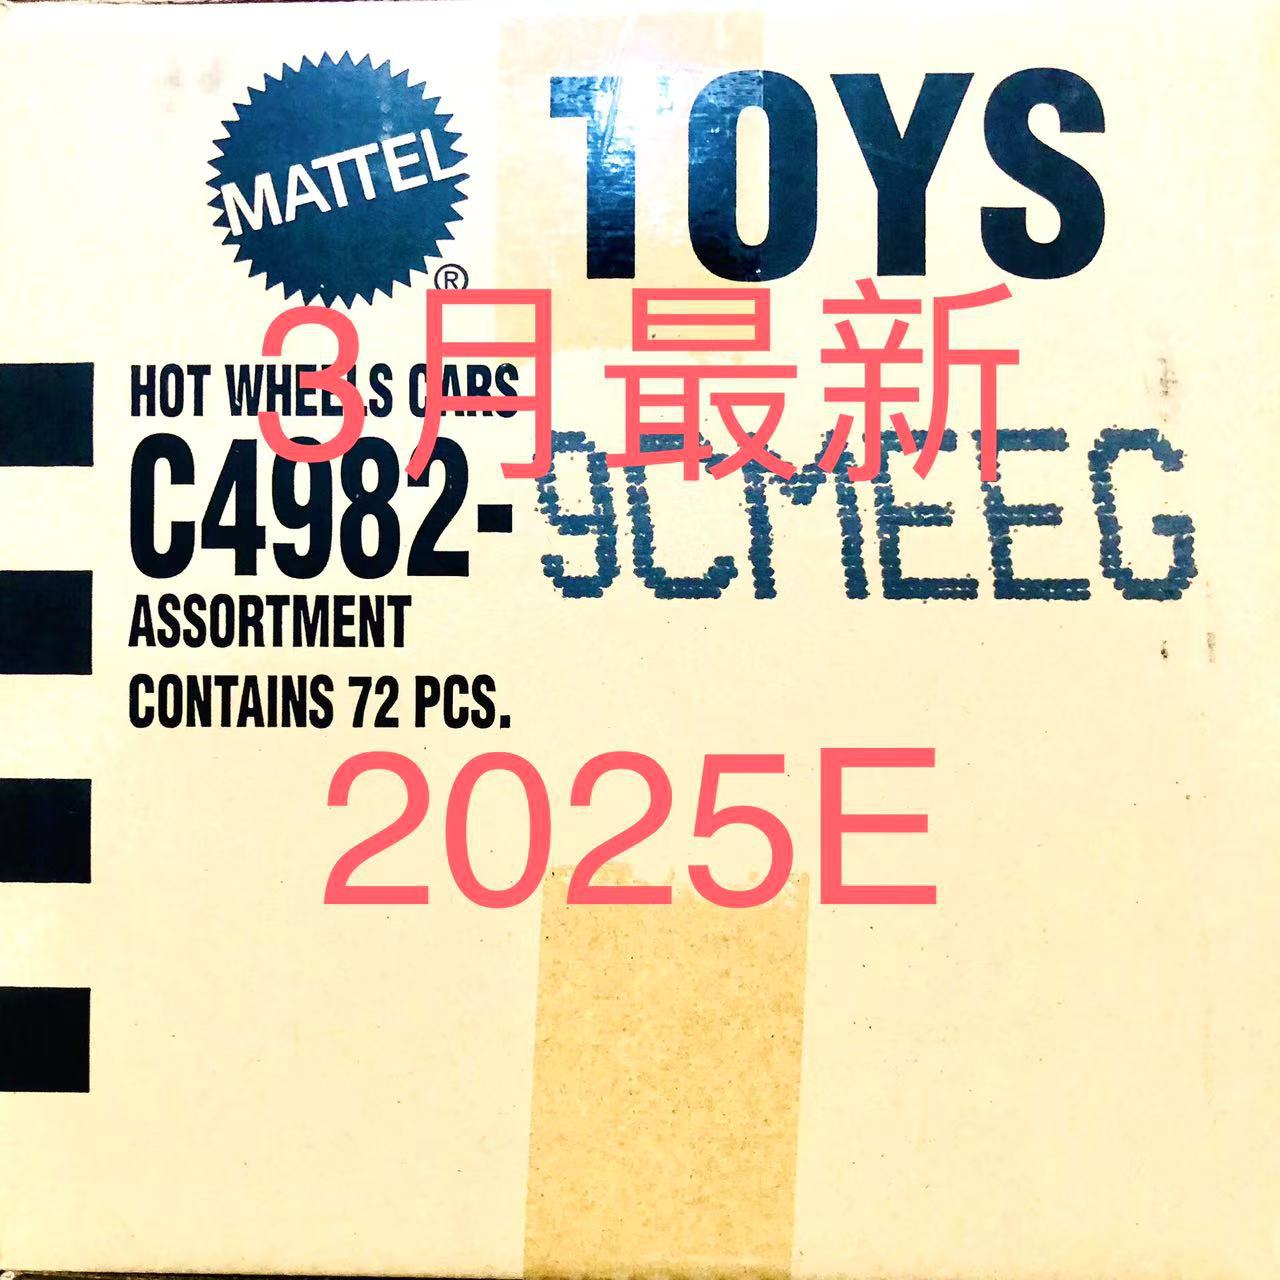 MATTEL
®
TOYS
3月最新
HOT WHEELS CARS
C4982-9CMEEG
ASSORTMENT
CONTAINS 72 PCS.
2025E